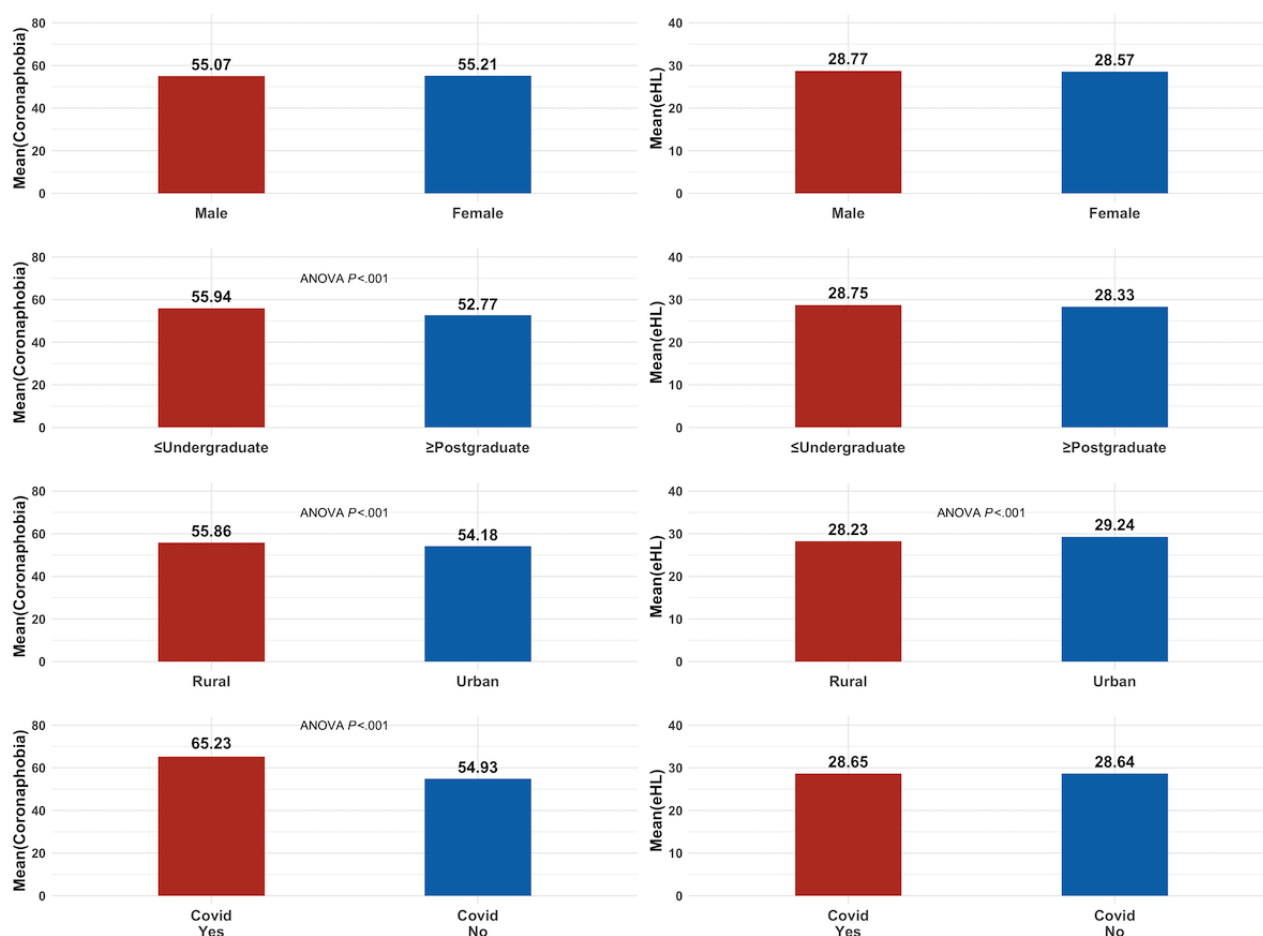 Mean(Coronaphobia)
80
60
40
20
0
55.07
55.21
Male
Female
Mean(eHL)
40
30
20
10
0
28.77
28.57
Male
Female
Mean(Coronaphobia)
80
60
40
20
0
ANOVA P<.001
55.94
52.77
≤Undergraduate
≥Postgraduate
Mean(eHL)
40
30
20
10
0
28.75
28.33
≤Undergraduate
≥Postgraduate
Mean(Coronaphobia)
80
60
40
20
0
ANOVA P<.001
55.86
54.18
Rural
Urban
Mean(eHL)
40
30
20
10
0
ANOVA P<.001
28.23
29.24
Rural
Urban
Mean(Coronaphobia)
80
60
40
20
0
ANOVA P<.001
65.23
54.93
Covid
Yes
Covid
No
Mean(eHL)
40
30
20
10
0
28.65
28.64
Covid
Yes
Covid
No